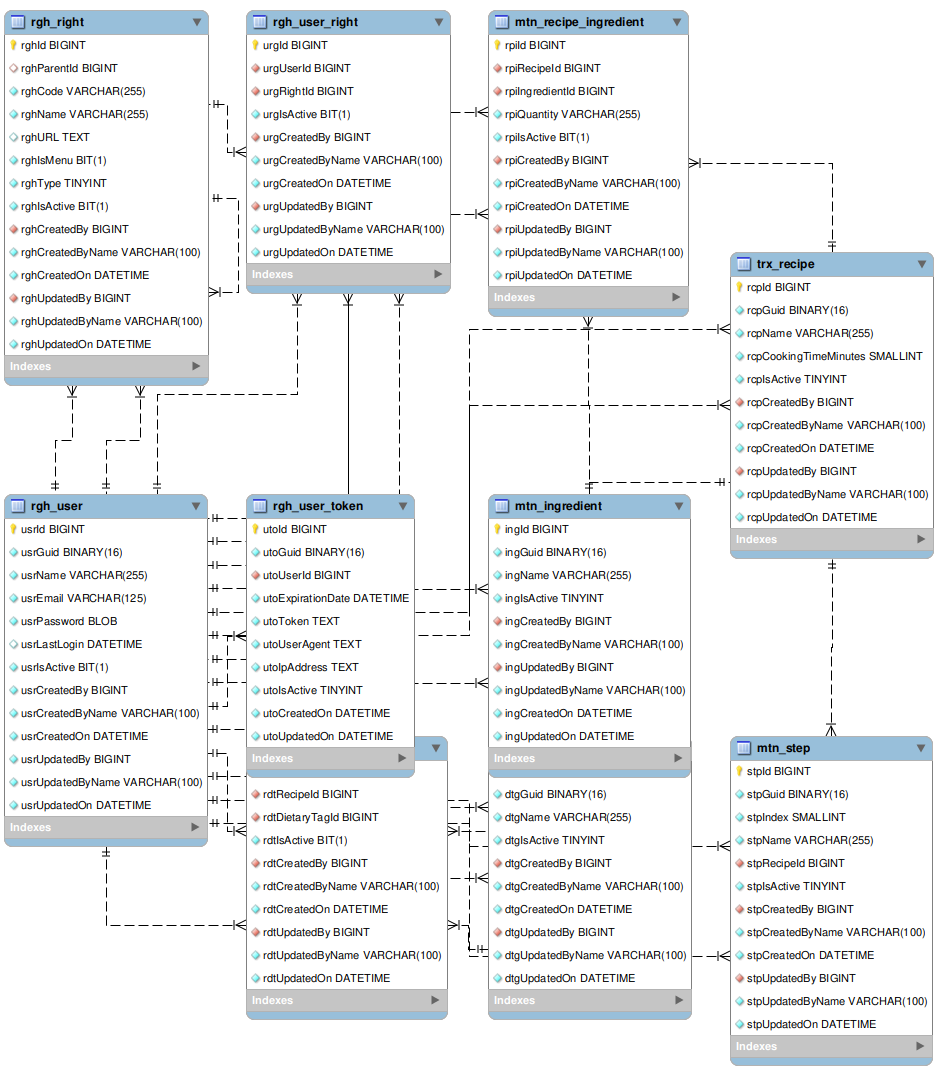 rgh_right
rghId BIGINT
rghParentId BIGINT
rghCode VARCHAR(255)
rghName VARCHAR(255)
rghURL TEXT
rghIsMenu BIT(1)
rghType TINYINT
rghIsActive BIT(1)
rghCreatedBy BIGINT
rghCreatedByName VARCHAR(100)
rghCreatedOn DATETIME
rghUpdatedBy BIGINT
rghUpdatedByName VARCHAR(100)
rghUpdatedOn DATETIME
Indexes
rgh_user_right
urgId BIGINT
urgUserId BIGINT
urgRightId BIGINT
urgIsActive BIT(1)
urgCreatedBy BIGINT
urgCreatedByName VARCHAR(100)
urgCreatedOn DATETIME
urgUpdatedBy BIGINT
urgUpdatedByName VARCHAR(100)
urgUpdatedOn DATETIME
Indexes
mtn_recipe_ingredient
rpiId BIGINT
rpiRecipeId BIGINT
rpiIngredientId BIGINT
rpiQuantity VARCHAR(255)
rpiIsActive BIT(1)
rpiCreatedBy BIGINT
rpiCreatedByName VARCHAR(100)
rpiCreatedOn DATETIME
rpiUpdatedBy BIGINT
rpiUpdatedByName VARCHAR(100)
rpiUpdatedOn DATETIME
Indexes
trx_recipe
rcpId BIGINT
rcpGuid BINARY(16)
rcpName VARCHAR(255)
rcpCookingTimeMinutes SMALLINT
rcpIsActive TINYINT
rcpCreatedBy BIGINT
rcpCreatedByName VARCHAR(100)
rcpCreatedOn DATETIME
rcpUpdatedBy BIGINT
rcpUpdatedByName VARCHAR(100)
rcpUpdatedOn DATETIME
Indexes
rgh_user
usrId BIGINT
usrGuid BINARY(16)
usrName VARCHAR(255)
usrEmail VARCHAR(125)
usrPassword BLOB
usrLastLogin DATETIME
usrIsActive BIT(1)
usrCreatedBy BIGINT
usrCreatedByName VARCHAR(100)
usrCreatedOn DATETIME
usrUpdatedBy BIGINT
usrUpdatedByName VARCHAR(100)
usrUpdatedOn DATETIME
Indexes
rgh_user_token
utoId BIGINT
utoGuid BINARY(16)
utoUserId BIGINT
utoExpirationDate DATETIME
utoToken TEXT
utoUserAgent TEXT
utoIpAddress TEXT
utoIsActive TINYINT
utoCreatedOn DATETIME
utoUpdatedOn DATETIME
Indexes
mtn_ingredient
ingId BIGINT
ingGuid BINARY(16)
ingName VARCHAR(255)
ingIsActive TINYINT
ingCreatedBy BIGINT
ingCreatedByName VARCHAR(100)
ingUpdatedBy BIGINT
ingUpdatedByName VARCHAR(100)
ingCreatedOn DATETIME
ingUpdatedOn DATETIME
Indexes
rdtRecipeId BIGINT
rdtDietaryTagId BIGINT
rdtIsActive BIT(1)
rdtCreatedBy BIGINT
rdtCreatedByName VARCHAR(100)
rdtCreatedOn DATETIME
rdtUpdatedBy BIGINT
rdtUpdatedByName VARCHAR(100)
rdtUpdatedOn DATETIME
Indexes
dtgGuid BINARY(16)
dtgName VARCHAR(255)
dtgIsActive TINYINT
dtgCreatedBy BIGINT
dtgCreatedByName VARCHAR(100)
dtgCreatedOn DATETIME
dtgUpdatedBy BIGINT
dtgUpdatedByName VARCHAR(100)
dtgUpdatedOn DATETIME
Indexes
mtn_step
stpId BIGINT
stpGuid BINARY(16)
stpIndex SMALLINT
stpName VARCHAR(255)
stpRecipeId BIGINT
stpIsActive TINYINT
stpCreatedBy BIGINT
stpCreatedByName VARCHAR(100)
stpCreatedOn DATETIME
stpUpdatedBy BIGINT
stpUpdatedByName VARCHAR(100)
stpUpdatedOn DATETIME
Indexes